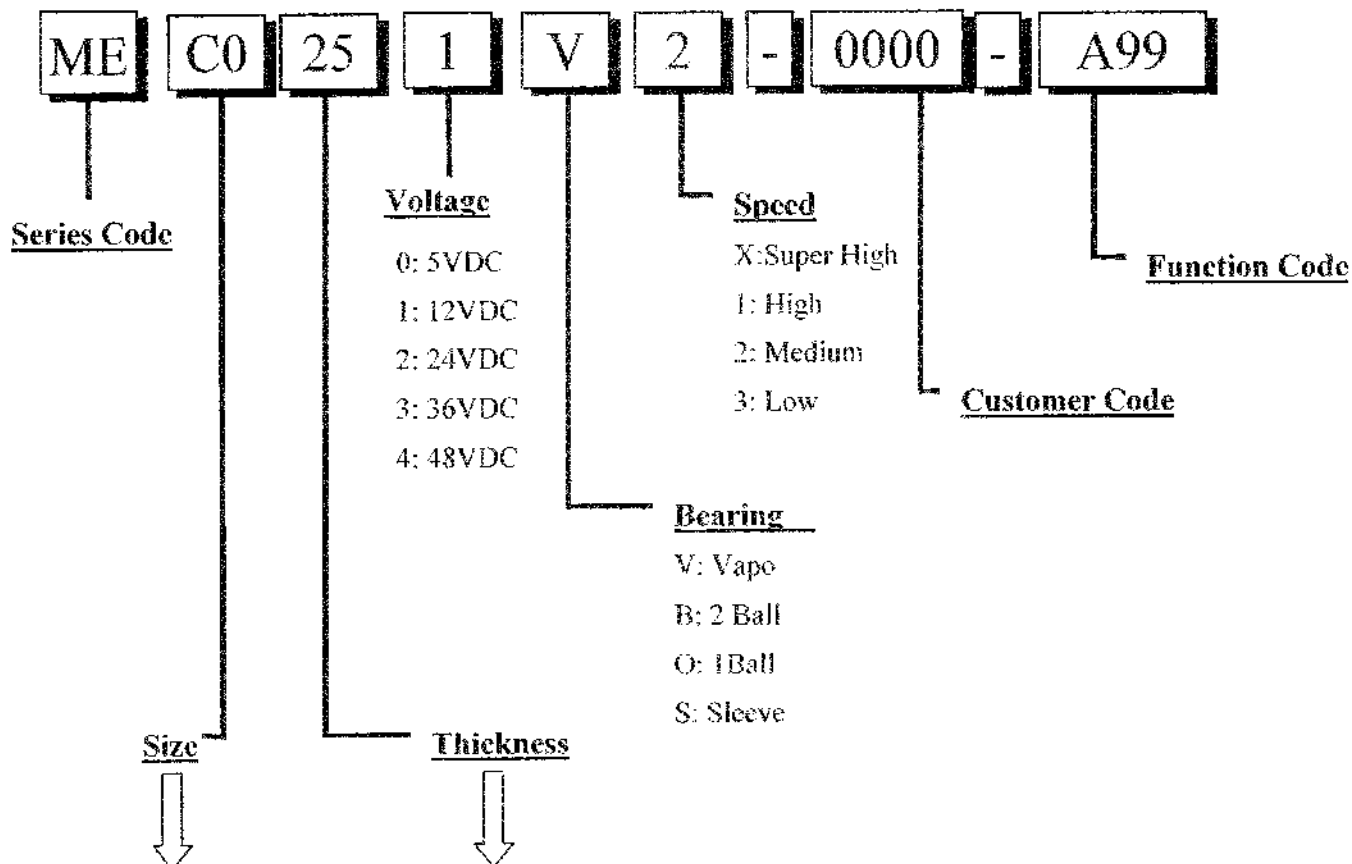 ME C0 25 1 V 2 - 0000 - A99
Series Code
Voltage
0: 5VDC
1: 12VDC
2: 24VDC
3: 36VDC
4: 48VDC
Speed
X:Super High
1: High
2: Medium
3: Low
Function Code
Customer Code
Bearing
V: Vapo
B: 2 Ball
O: 1Ball
S: Sleeve
Size
Thickness